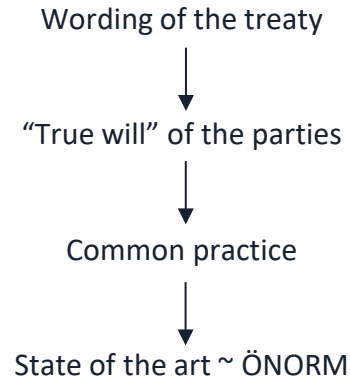 Wording of the treaty
“True will” of the parties
Common practice
State of the art ~ ÖNORM